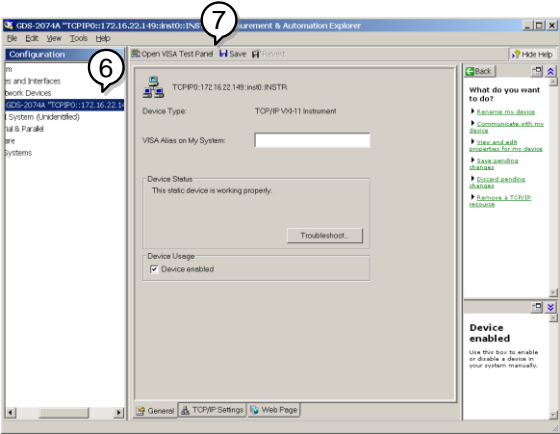 GDS-2074A "TCPIP0::172.16.22.149::inst0::INS urement & Automation Explorer
7
File Edit View Tools Help
Configuration
6
Open VISA Test Panel Save Revert
Hide Help
m
es and Interfaces
twork Devices
GDS-2074A "TCPIP0::172.16.22.14
l System (Unidentified)
rial & Parallel
are
Systems
TCPIP0::172.16.22.149::inst0::INSTR
Device Type: TCP/IP VXI-11 Instrument
VISA Alias on My System:
Device Status
This static device is working properly.
Troubleshoot...
Device Usage
Device enabled
General TCP/IP Settings Web Page
Back
What do you want
to do?
Rename my device
Communicate with my
device
View and edit
properties for my device
Save pending
changes
Discard pending
changes
Remove a TCP/IP
resource
Device
enabled
Use this box to enable
or disable a device in
your system manually.